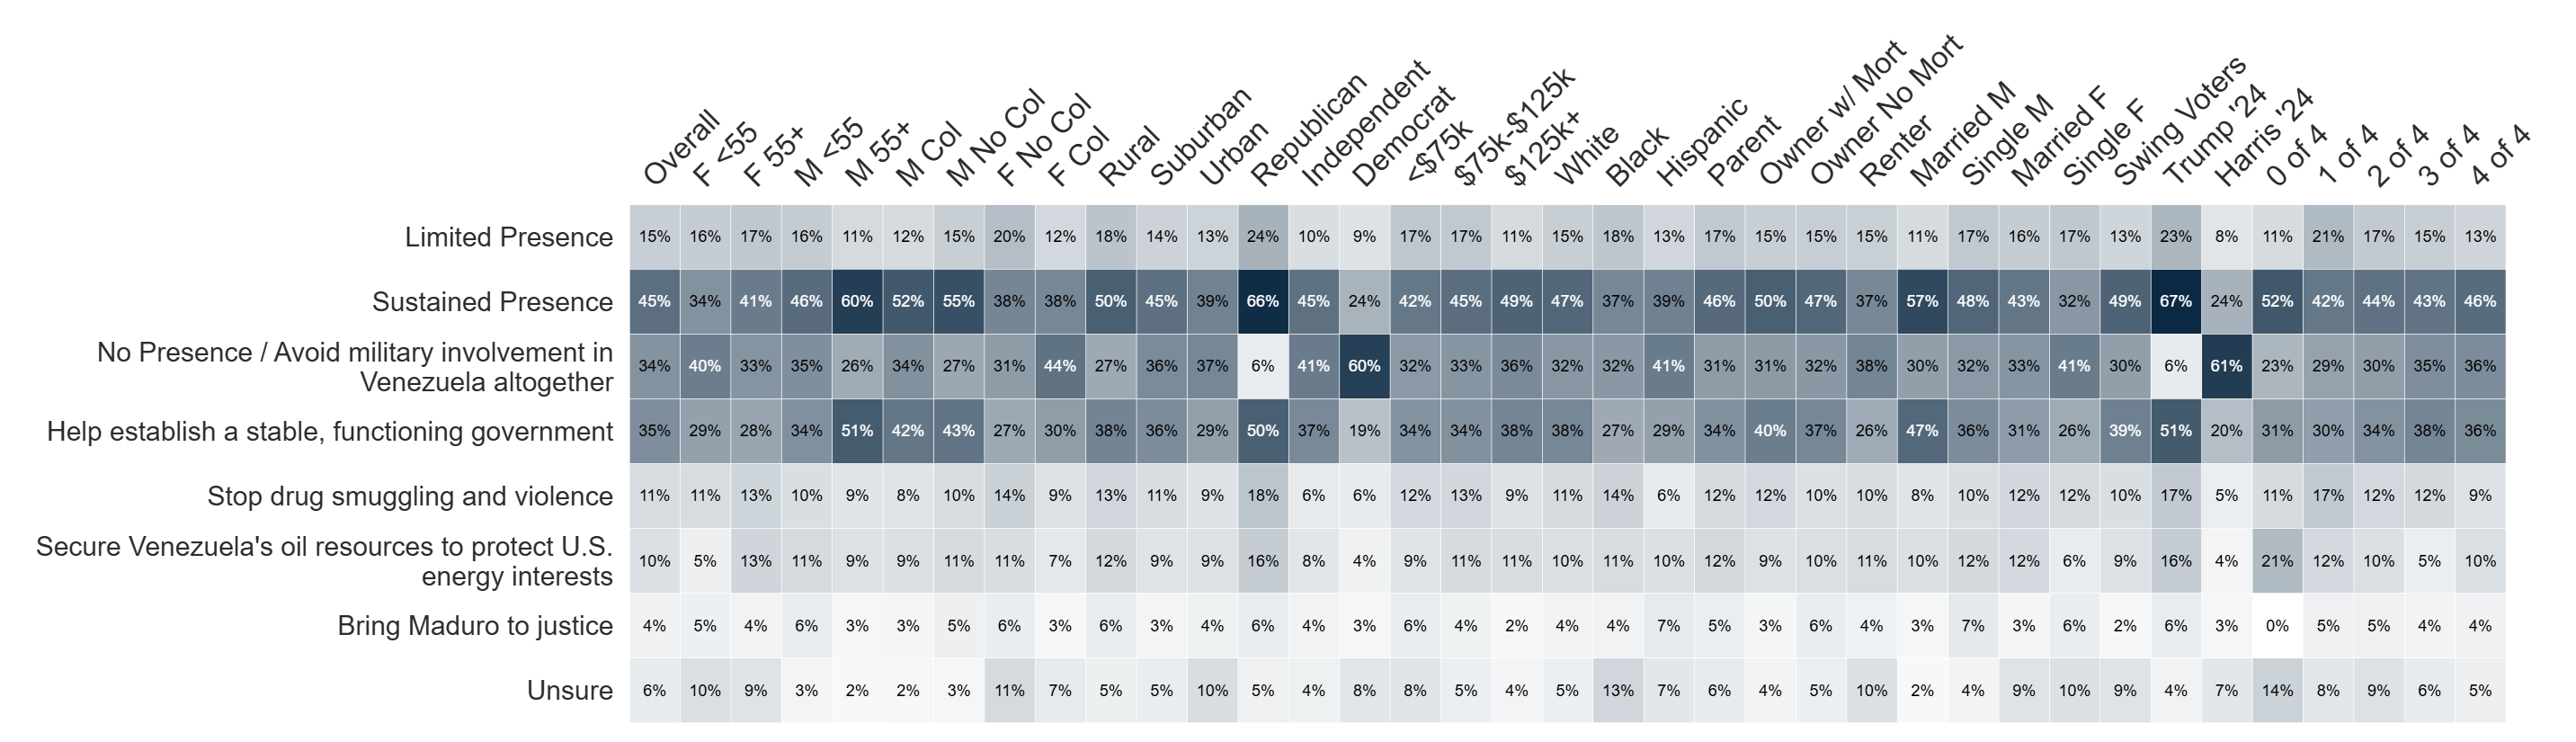 Overall F <55 F 55+ M <55 M 55+ M Col M No Col F No Col F Col Rural Suburban Urban Republican Independent Democrat <$75k $75k-$125k $125k+ White Black Hispanic Parent Owner w/ Mort Owner No Mort Renter Married M Single M Married F Single F Swing Voters Trump '24 Harris '24 0 of 4 1 of 4 2 of 4 3 of 4 4 of 4
Limited Presence 15% 16% 17% 16% 11% 12% 15% 20% 12% 18% 14% 13% 24% 10% 9% 17% 17% 11% 15% 18% 13% 17% 15% 15% 15% 11% 17% 16% 17% 13% 23% 8% 11% 21% 17% 15% 13%
Sustained Presence 45% 34% 41% 46% 60% 52% 55% 38% 38% 50% 45% 39% 66% 45% 24% 42% 45% 49% 47% 37% 39% 46% 50% 47% 37% 57% 48% 43% 32% 49% 67% 24% 52% 42% 44% 43% 46%
No Presence / Avoid military involvement in
Venezuela altogether 34% 40% 33% 35% 26% 34% 27% 31% 44% 27% 36% 37% 6% 41% 60% 32% 33% 36% 32% 32% 41% 31% 31% 32% 38% 30% 32% 33% 41% 30% 6% 61% 23% 29% 30% 35% 36%
Help establish a stable, functioning government 35% 29% 28% 34% 51% 42% 43% 27% 30% 38% 36% 29% 50% 37% 19% 34% 34% 38% 38% 27% 29% 34% 40% 37% 26% 47% 36% 31% 26% 39% 51% 20% 31% 30% 34% 38% 36%
Stop drug smuggling and violence 11% 11% 13% 10% 9% 8% 10% 14% 9% 13% 11% 9% 18% 6% 6% 12% 13% 9% 11% 14% 6% 12% 12% 10% 10% 8% 10% 12% 12% 10% 17% 5% 11% 17% 12% 12% 9%
Secure Venezuela's oil resources to protect U.S.
energy interests 10% 5% 13% 11% 9% 9% 11% 11% 7% 12% 9% 9% 16% 8% 4% 9% 11% 11% 10% 11% 10% 12% 9% 10% 11% 10% 12% 12% 6% 9% 16% 4% 21% 12% 10% 5% 10%
Bring Maduro to justice 4% 5% 4% 6% 3% 3% 5% 6% 3% 6% 3% 4% 6% 4% 3% 6% 4% 2% 4% 4% 7% 5% 3% 6% 4% 3% 7% 3% 6% 2% 6% 3% 0% 5% 5% 4% 4%
Unsure 6% 10% 9% 3% 2% 2% 3% 11% 7% 5% 5% 10% 5% 4% 8% 8% 5% 4% 5% 13% 7% 6% 4% 5% 10% 2% 4% 9% 10% 9% 4% 7% 14% 8% 9% 6% 5%